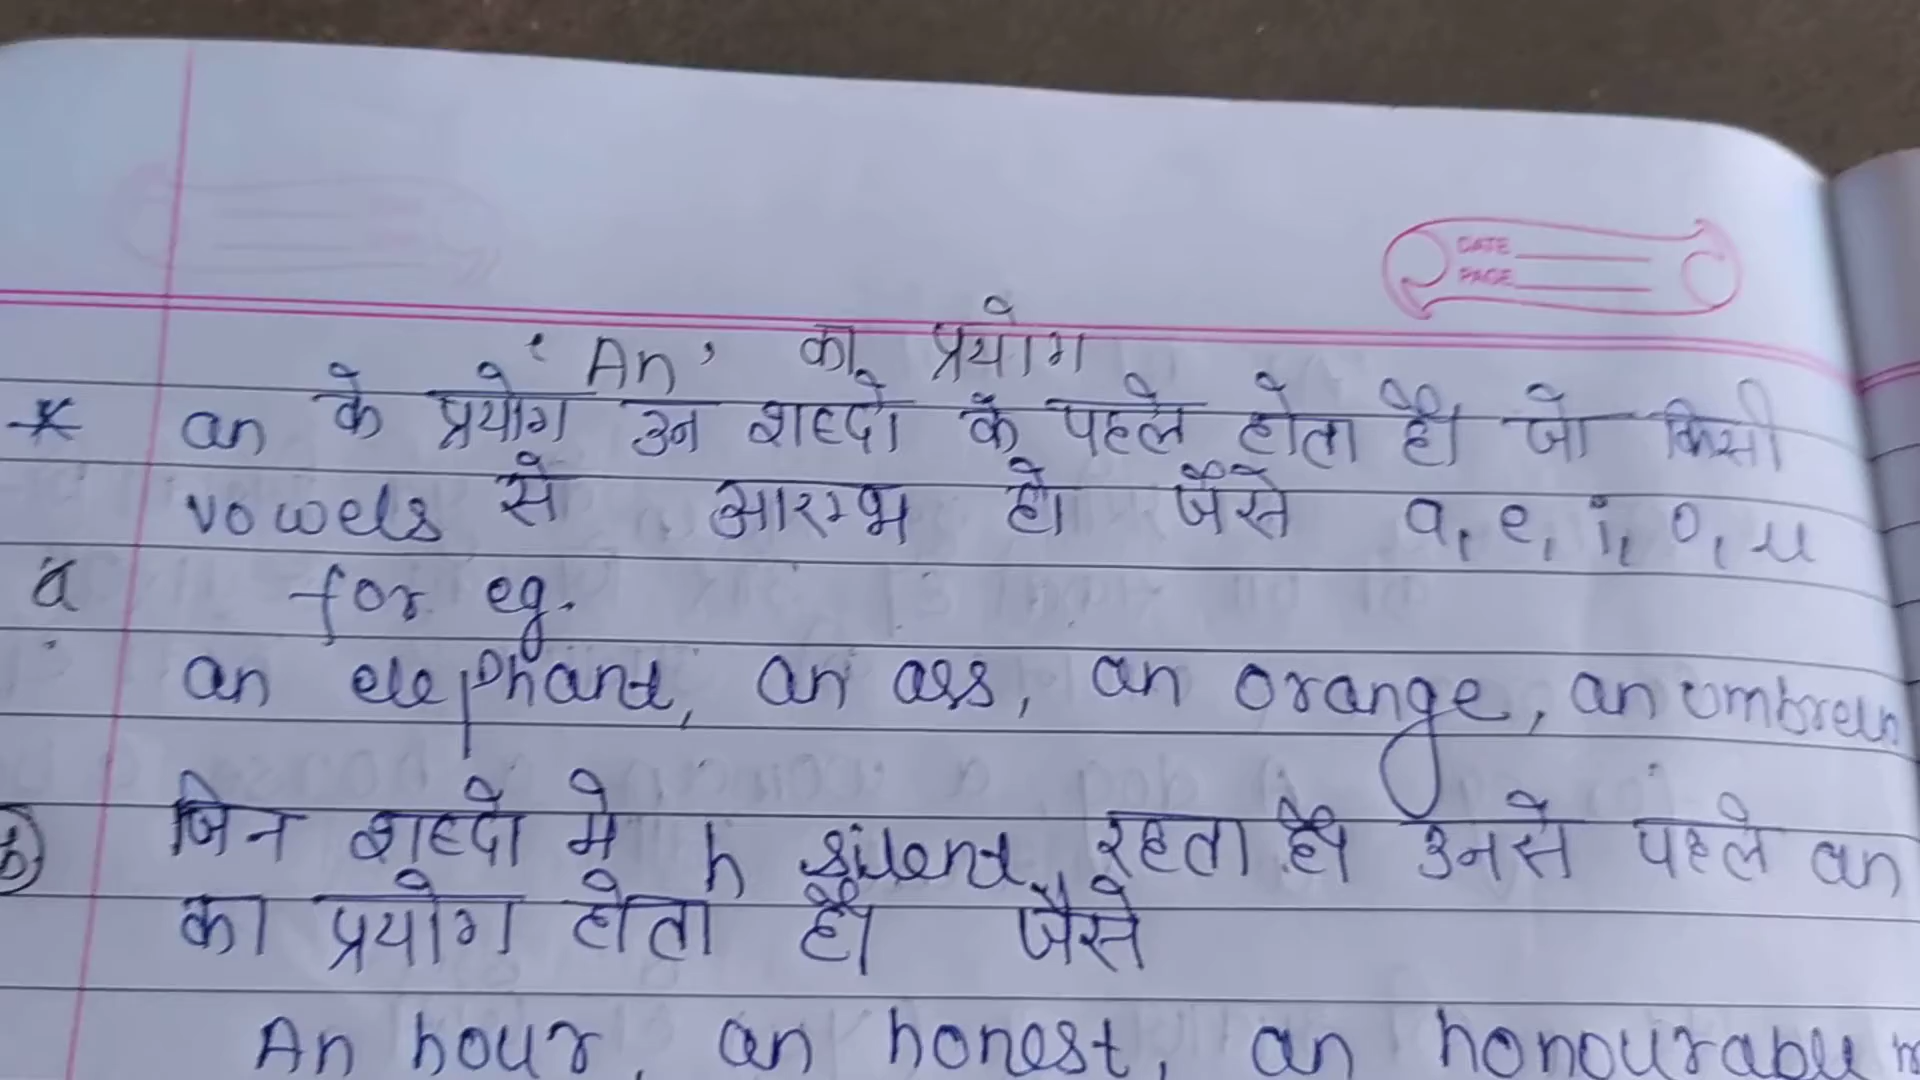 DATE
PAGE
'An' का प्रयोग
* an के प्रयोग उन शब्दो के पहले होता है। जो किसी
vowels से आरम्भ हो जैसे a, e, i, o, u
a for eg.
an elephant, an ass, an orange, an umbrella
b) जिन शब्दो मे h silent रहता है। उनसे पहले an
का प्रयोग होता है। जैसे
An hour, an honest, an honourable